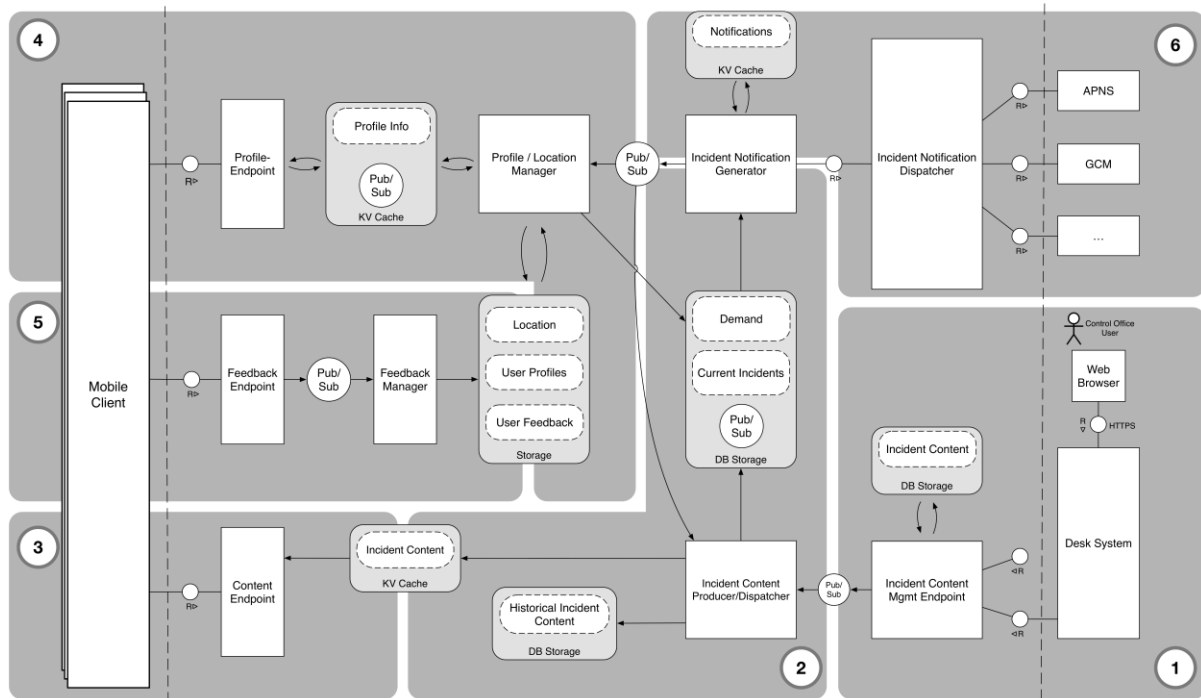 4
Mobile
Client
R▷
Profile-
Endpoint
Profile Info
Pub/
Sub
KV Cache
Profile / Location
Manager
Pub/
Sub
Notifications
KV Cache
Incident Notification
Generator
R▷
Incident Notification
Dispatcher
6
R▷
APNS
R▷
GCM
R▷
...
5
R▷
Feedback
Endpoint
Pub/
Sub
Feedback
Manager
Location
User Profiles
User Feedback
Storage
Demand
Current Incidents
Pub/
Sub
DB Storage
Control Office
User
Web
Browser
R
▽
HTTPS
Desk System
Incident Content
DB Storage
Incident Content
Mgmt Endpoint
◁R
◁R
1
Pub/
Sub
Incident Content
Producer/Dispatcher
2
Historical Incident
Content
DB Storage
3
R▷
Content
Endpoint
Incident Content
KV Cache